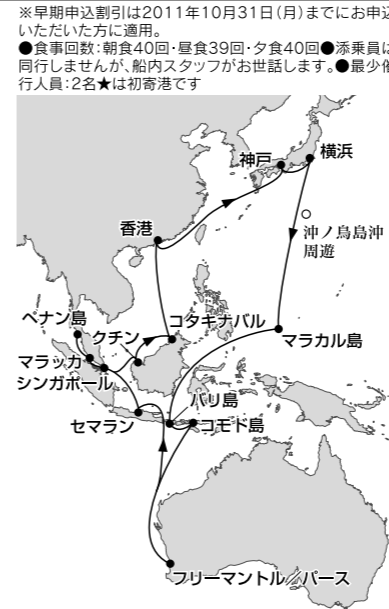 ※早期申込割引は2011年10月31日(月)までにお申込
いただいた方に適用。
●食事回数:朝食40回・昼食39回・夕食40回●添乗員は
同行しませんが、船内スタッフがお世話します。●最少催
行人員:2名★は初寄港です
神戸
横浜
香港
沖ノ鳥島沖
周遊
ペナン島
クチン
コタキナバル
マラカル島
マラッカ
シンガポール
バリ島
セマラン
コモド島
フリーマントル/パース